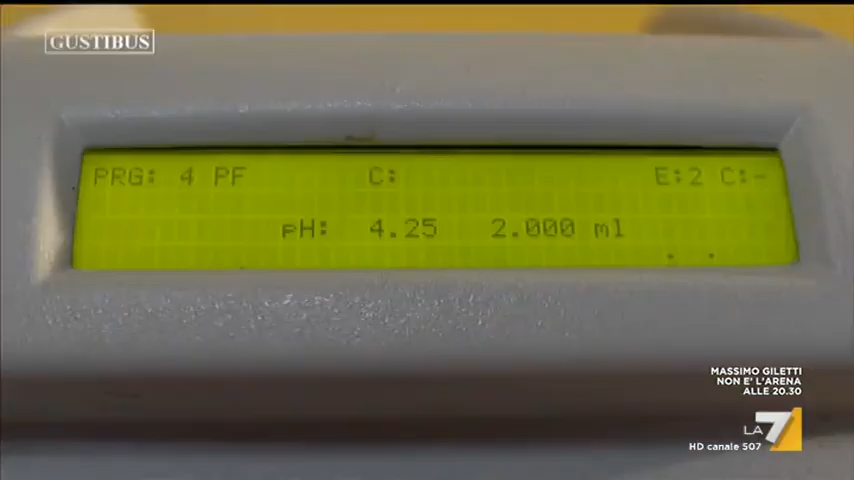 GUSTIBUS
PRG: 4 PF C: E:2 C:-
pH: 4.25 2.000 ml
MASSIMO GILETTI
NON E' L'ARENA
ALLE 20.30
LA7
HD canale 507